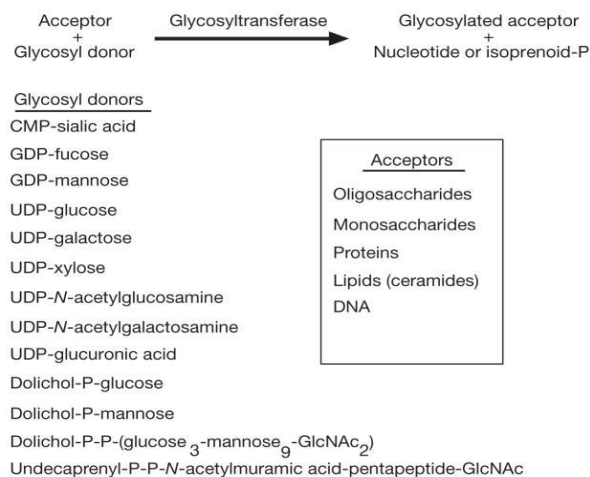 Acceptor
+
Glycosyl donor
Glycosyltransferase
Glycosylated acceptor
+
Nucleotide or isoprenoid-P
Glycosyl donors
CMP-sialic acid
GDP-fucose
GDP-mannose
UDP-glucose
UDP-galactose
UDP-xylose
UDP-N-acetylglucosamine
UDP-N-acetylgalactosamine
UDP-glucuronic acid
Dolichol-P-glucose
Dolichol-P-mannose
Dolichol-P-P-(glucose3-mannose9-GlcNAc2)
Undecaprenyl-P-P-N-acetylmuramic acid-pentapeptide-GlcNAc
Acceptors
Oligosaccharides
Monosaccharides
Proteins
Lipids (ceramides)
DNA